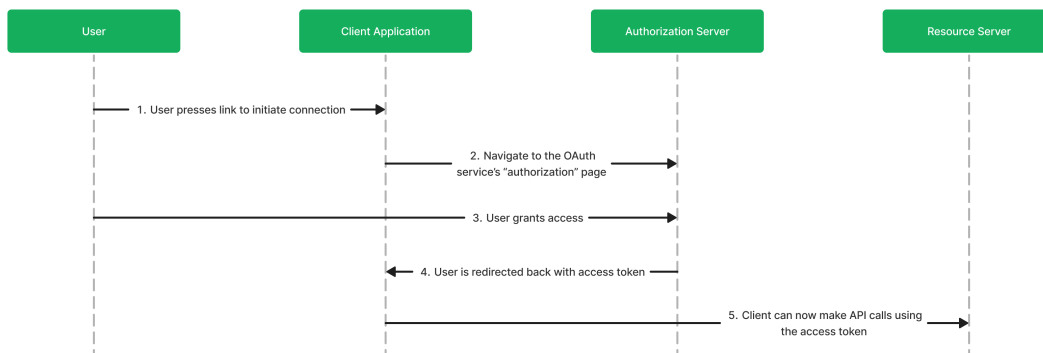 User
Client Application
Authorization Server
Resource Server
1. User presses link to initiate connection
2. Navigate to the OAuth
service's “authorization” page
3. User grants access
4. User is redirected back with access token
5. Client can now make API calls using
the access token